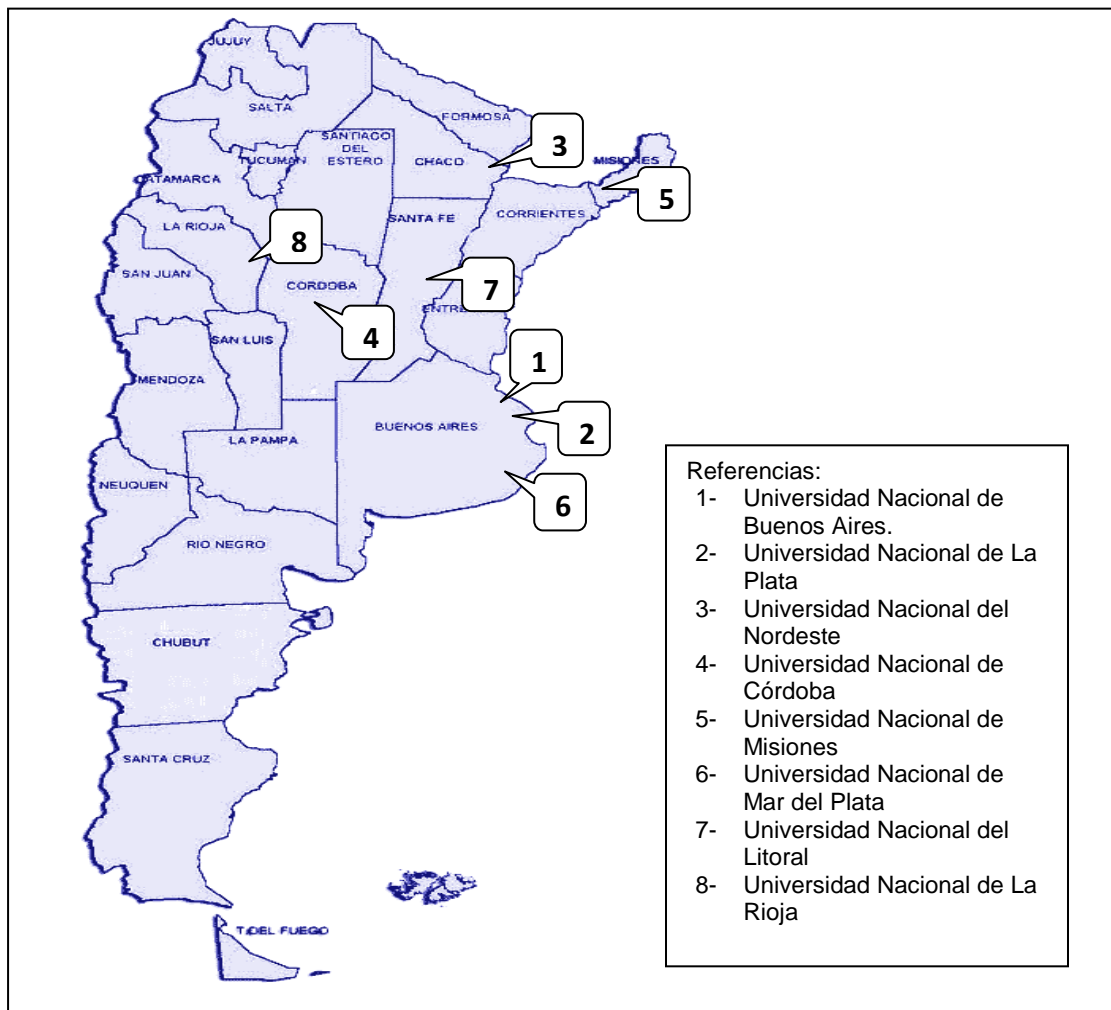 JUJUY
SALTA
FORMOSA
SANTIAGO
DEL
ESTERO
3
CHACO
TUCUMAN
MISIONES
CATAMARCA
5
CORRIENTES
SANTA FE
LA RIOJA
8
SAN JUAN
CORDOBA
7
ENTRE
4
SAN LUIS
1
MENDOZA
BUENOS AIRES
2
LA PAMPA
NEUQUEN
6
RIO NEGRO
CHUBUT
SANTA CRUZ
T.DEL FUEGO
Referencias:
1- Universidad Nacional de
Buenos Aires.
2- Universidad Nacional de La
Plata
3- Universidad Nacional del
Nordeste
4- Universidad Nacional de
Córdoba
5- Universidad Nacional de
Misiones
6- Universidad Nacional de
Mar del Plata
7- Universidad Nacional del
Litoral
8- Universidad Nacional de La
Rioja